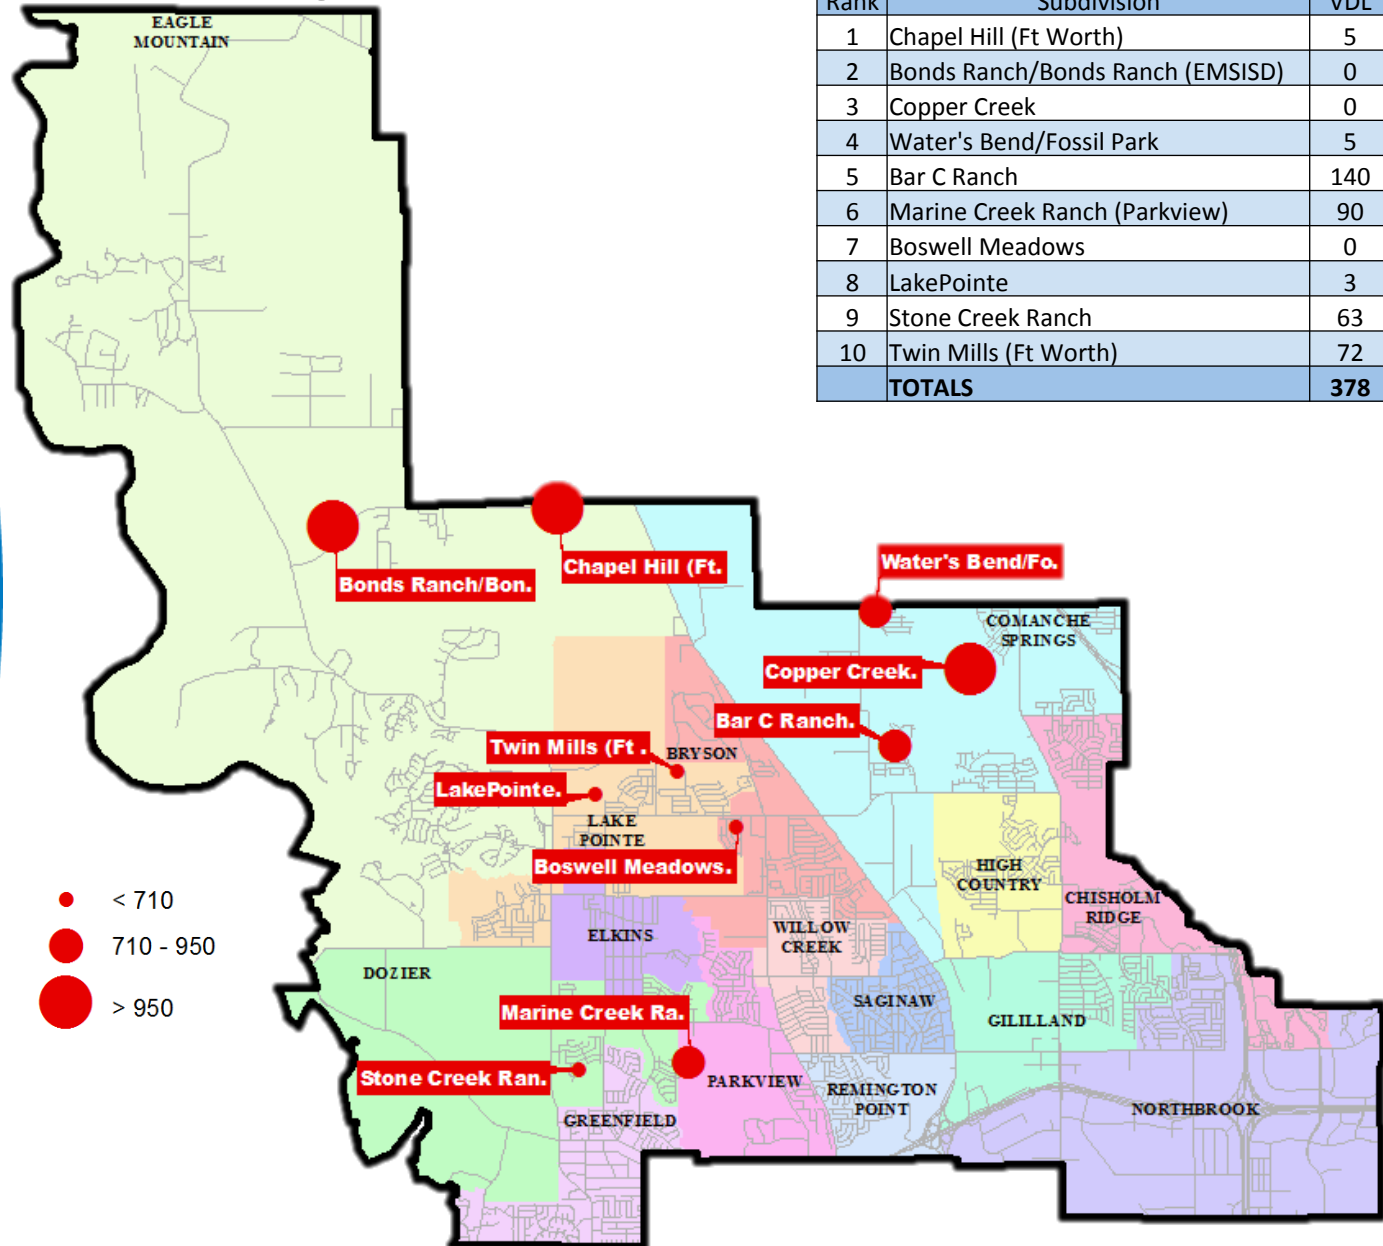 Rank Subdivision VDL
1 Chapel Hill (Ft Worth) 5
2 Bonds Ranch/Bonds Ranch (EMSISD) 0
3 Copper Creek 0
4 Water's Bend/Fossil Park 5
5 Bar C Ranch 140
6 Marine Creek Ranch (Parkview) 90
7 Boswell Meadows 0
8 LakePointe 3
9 Stone Creek Ranch 63
10 Twin Mills (Ft Worth) 72
TOTALS 378
EAGLE
MOUNTAIN
Chapel Hill (Ft.
Bonds Ranch/Bon.
Water's Bend/Fo.
COMANCHE
SPRINGS
Copper Creek.
Bar C Ranch.
Twin Mills (Ft .
BRYSON
LakePointe.
LAKE
POINTE
Boswell Meadows.
HIGH
COUNTRY
CHISHOLM
RIDGE
< 710
710 - 950
> 950
ELKINS
WILLOW
CREEK
DOZIER
SAGINAW
GILILLAND
Marine Creek Ra.
Stone Creek Ran.
PARKVIEW
REMINGTON
POINT
GREENFIELD
NORTHBROOK